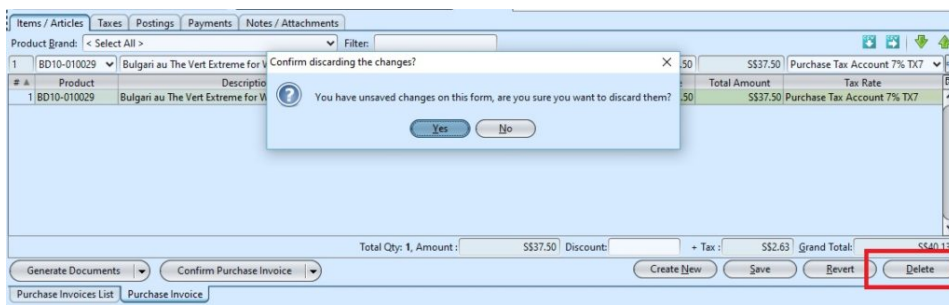 Items / Articles Taxes Postings Payments Notes / Attachments
Product Brand: < Select All > Filter:
1 BD10-010029 Bulgari au The Vert Extreme for W .50 S$37.50 Purchase Tax Account 7% TX7
# Product Descriptio Total Amount Tax Rate
1 BD10-010029 Bulgari au The Vert Extreme for W .50 S$37.50 Purchase Tax Account 7% TX7
Confirm discarding the changes?
You have unsaved changes on this form, are you sure you want to discard them?
Yes No
Total Qty: 1, Amount : S$37.50 Discount: + Tax : S$2.63 Grand Total: S$40.13
Generate Documents Confirm Purchase Invoice Create New Save Revert Delete
Purchase Invoices List Purchase Invoice